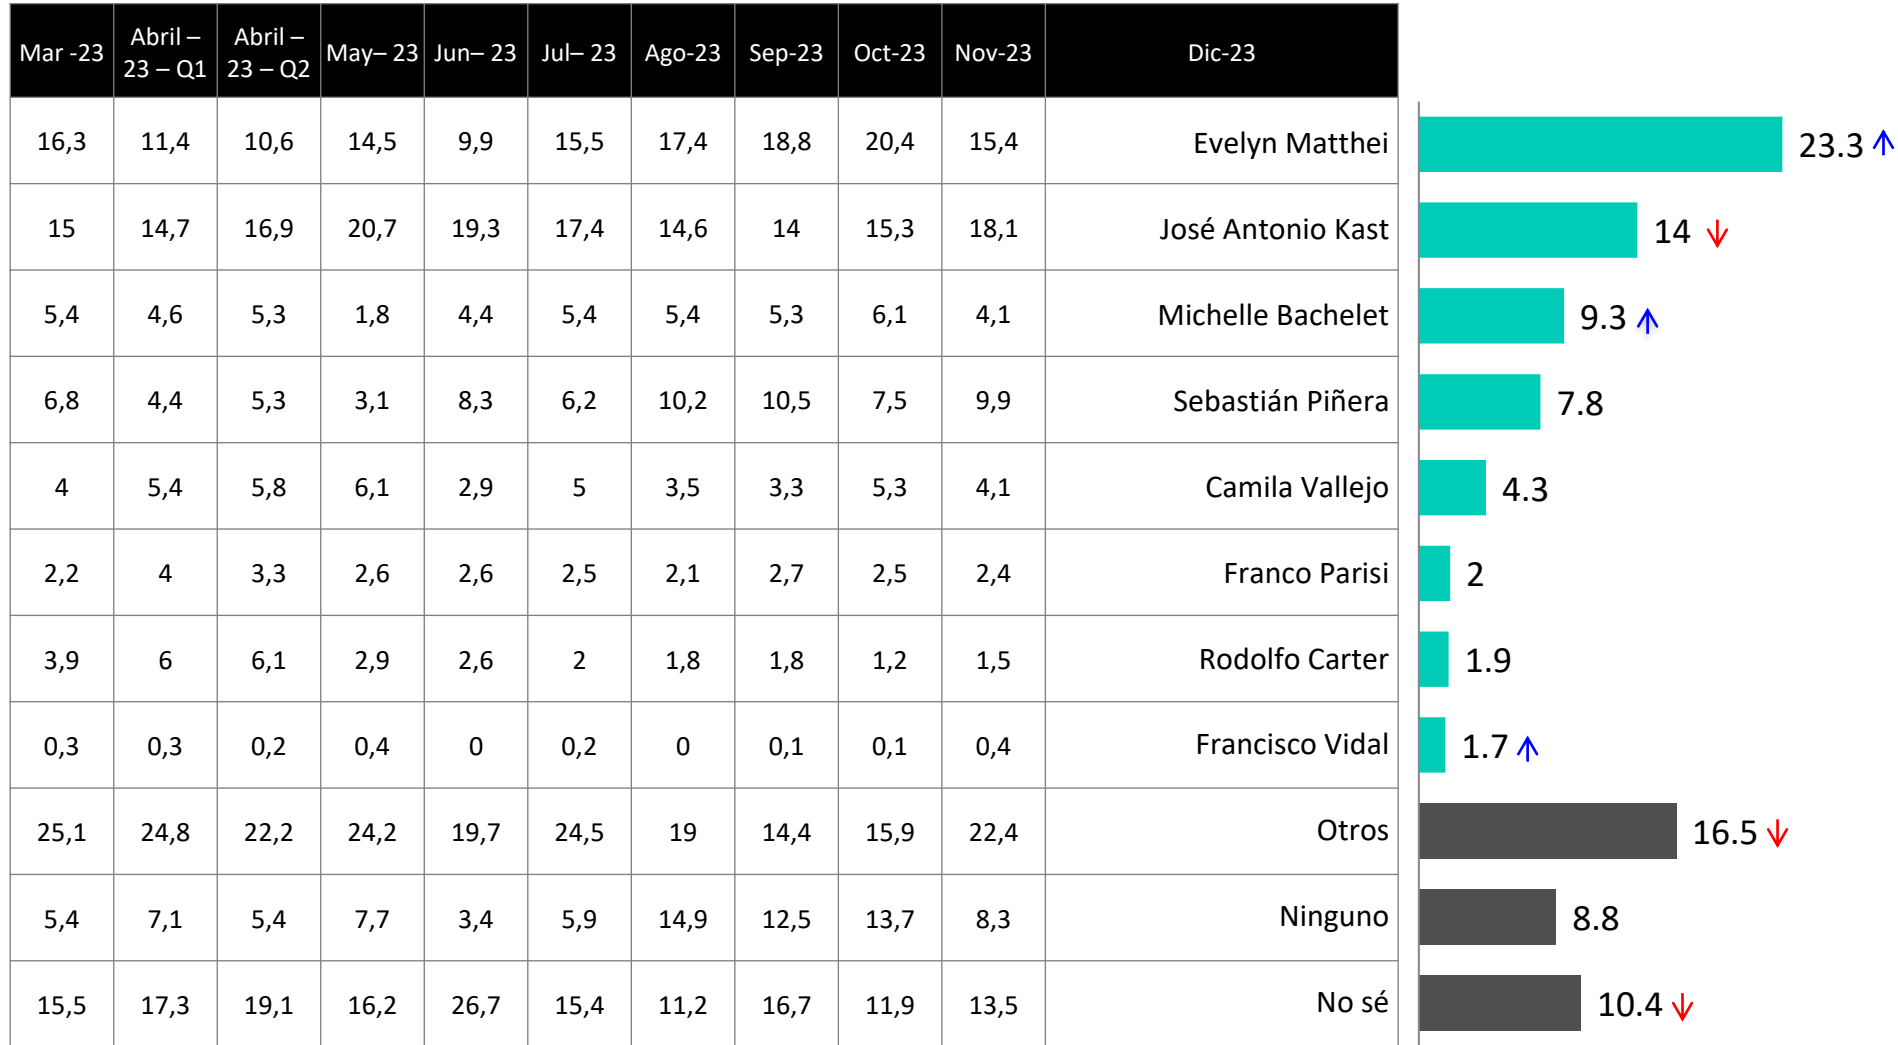 Mar -23 Abril – 23 – Q1 Abril – 23 – Q2 May– 23 Jun– 23 Jul– 23 Ago-23 Sep-23 Oct-23 Nov-23 Dic-23
16,3 11,4 10,6 14,5 9,9 15,5 17,4 18,8 20,4 15,4 Evelyn Matthei 23.3 ↑
15 14,7 16,9 20,7 19,3 17,4 14,6 14 15,3 18,1 José Antonio Kast 14 ↓
5,4 4,6 5,3 1,8 4,4 5,4 5,4 5,3 6,1 4,1 Michelle Bachelet 9.3 ↑
6,8 4,4 5,3 3,1 8,3 6,2 10,2 10,5 7,5 9,9 Sebastián Piñera 7.8
4 5,4 5,8 6,1 2,9 5 3,5 3,3 5,3 4,1 Camila Vallejo 4.3
2,2 4 3,3 2,6 2,6 2,5 2,1 2,7 2,5 2,4 Franco Parisi 2
3,9 6 6,1 2,9 2,6 2 1,8 1,8 1,2 1,5 Rodolfo Carter 1.9
0,3 0,3 0,2 0,4 0 0,2 0 0,1 0,1 0,4 Francisco Vidal 1.7 ↑
25,1 24,8 22,2 24,2 19,7 24,5 19 14,4 15,9 22,4 Otros 16.5 ↓
5,4 7,1 5,4 7,7 3,4 5,9 14,9 12,5 13,7 8,3 Ninguno 8.8
15,5 17,3 19,1 16,2 26,7 15,4 11,2 16,7 11,9 13,5 No sé 10.4 ↓